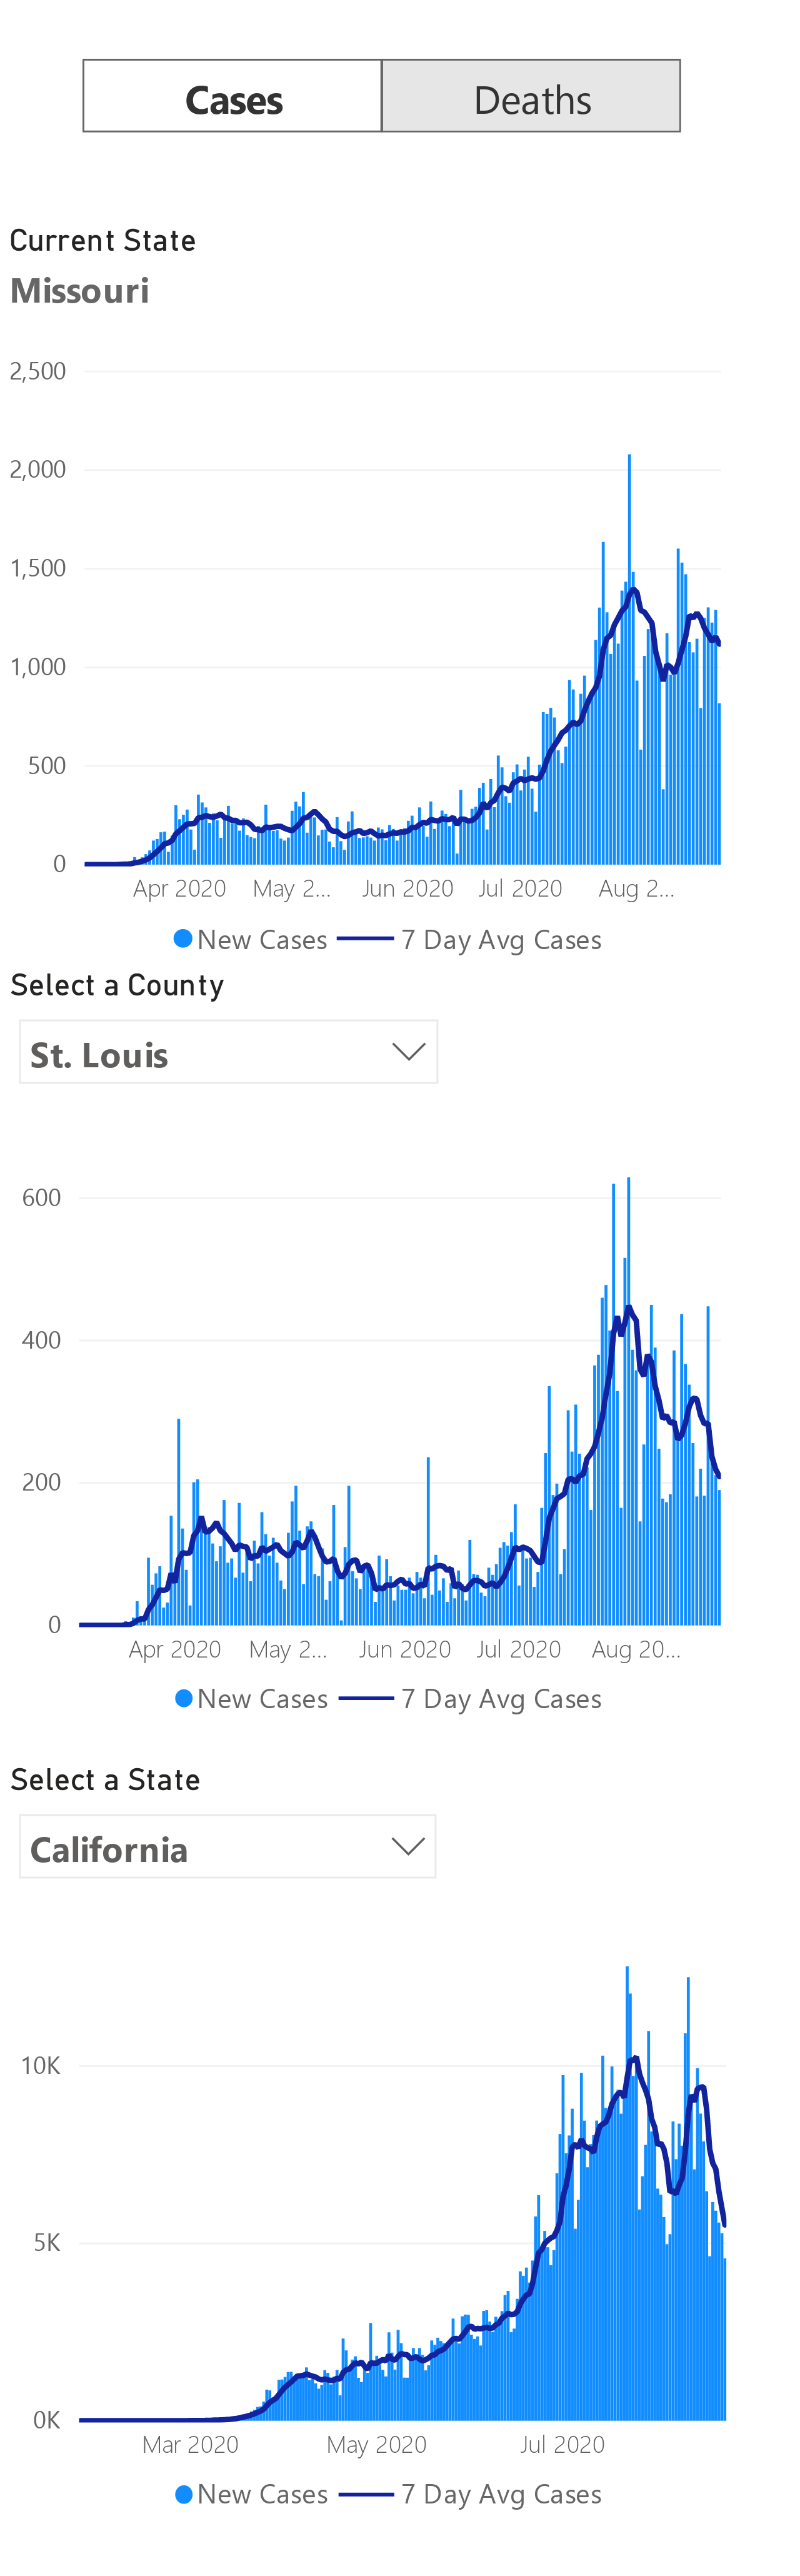 Cases Deaths
Current State
Missouri
2,500
2,000
1,500
1,000
500
0
Apr 2020 May 2... Jun 2020 Jul 2020 Aug 2...
New Cases 7 Day Avg Cases
Select a County
St. Louis
600
400
200
0
Apr 2020 May 2... Jun 2020 Jul 2020 Aug 20...
New Cases 7 Day Avg Cases
Select a State
California
10K
5K
0K
Mar 2020 May 2020 Jul 2020
New Cases 7 Day Avg Cases